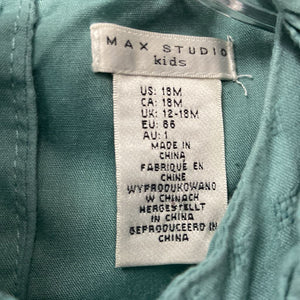 MAX STUDIO
kids
US: 18M
CA: 18M
UK: 12-18M
EU: 86
AU: 1
MADE IN
CHINA
FABRIQUÉ EN
CHINE
WYPRODUKOWANO
W CHINACH
HERGESTELLT
IN CHINA
GEPRODUCEERD IN
CHINA